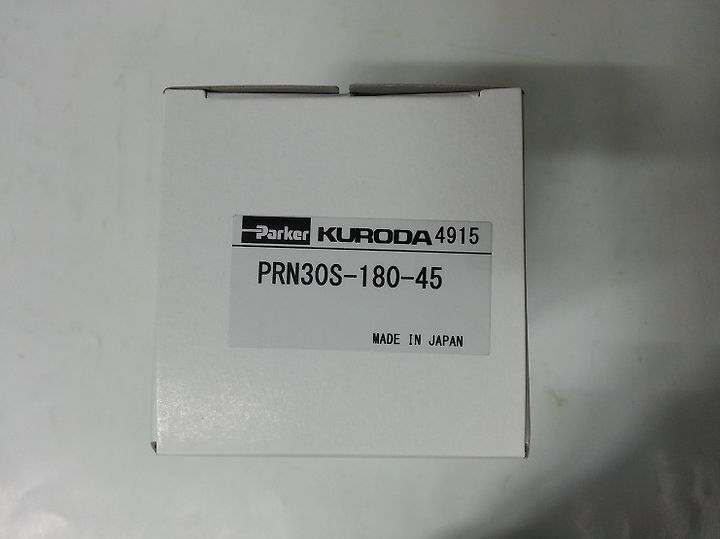 Parker KURODA 4915
PRN30S-180-45
MADE IN JAPAN